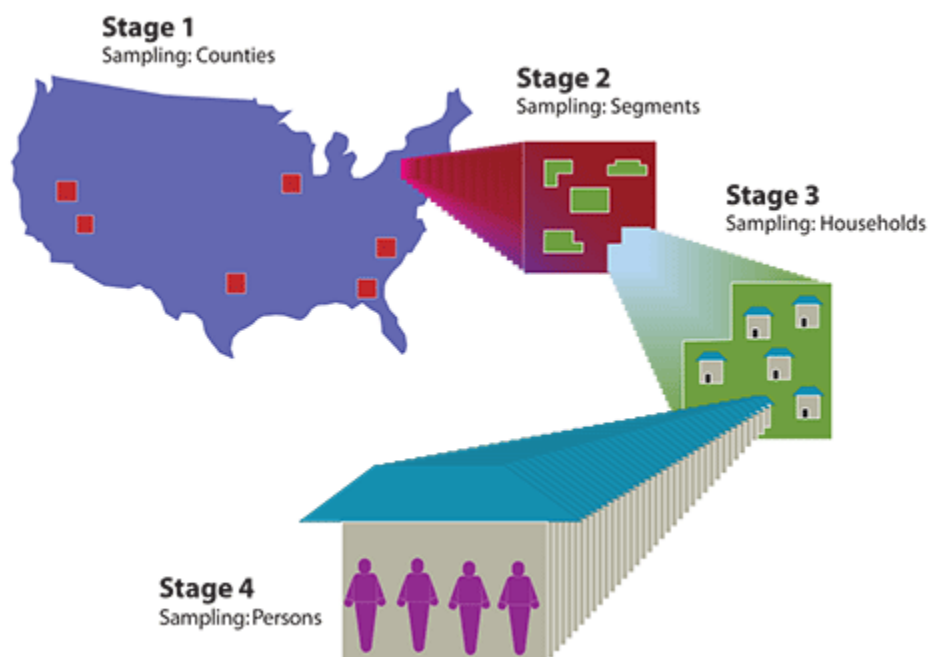 Stage 1
Sampling: Counties
Stage 2
Sampling: Segments
Stage 3
Sampling: Households
Stage 4
Sampling:Persons